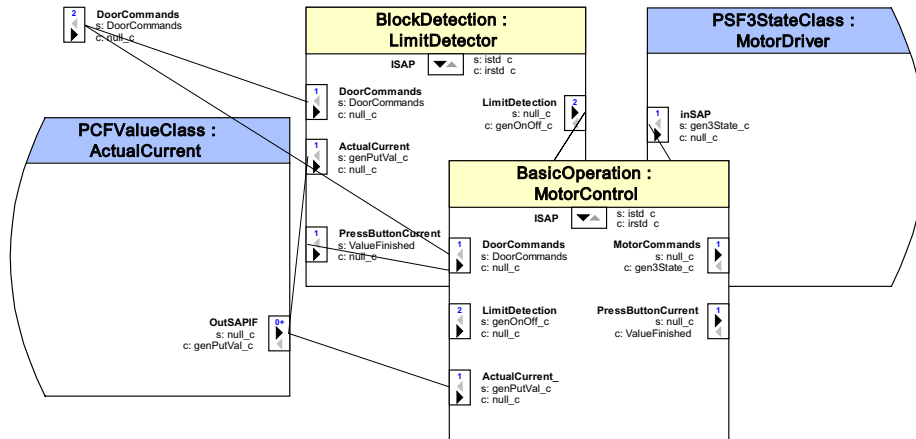 DoorCommands
2
s: DoorCommands
c: null_c
BlockDetection :
LimitDetector
ISAP
s: istd_c
c: irstd_c
1
DoorCommands
s: DoorCommands
c: null_c
1
ActualCurrent
s: genPutVal_c
c: null_c
1
PressButtonCurrent
s: ValueFinished
c: null_c
LimitDetection
2
s: null_c
c: genOnOff_c
PSF3StateClass :
MotorDriver
1
inSAP
s: gen3State_c
c: null_c
PCFValueClass :
ActualCurrent
OutSAPIF
0+
s: null_c
c: genPutVal_c
BasicOperation :
MotorControl
ISAP
s: istd_c
c: irstd_c
1
DoorCommands
s: DoorCommands
c: null_c
MotorCommands
1
s: null_c
c: gen3State_c
2
LimitDetection
s: genOnOff_c
c: null_c
PressButtonCurrent
1
s: null_c
c: ValueFinished
1
ActualCurrent_
s: genPutVal_c
c: null_c